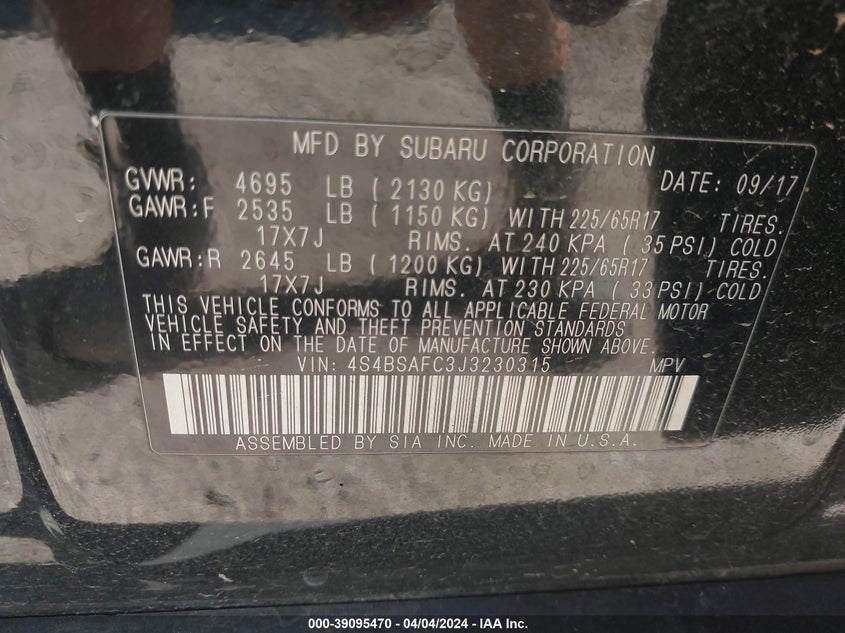 MFD BY SUBARU CORPORATION
GVWR: 4695 LB ( 2130 KG) DATE: 09/17
GAWR:F 2535 LB ( 1150 KG) WITH 225/65R17 TIRES.
17X7J RIMS. AT 240 KPA ( 35 PSI) COLD
GAWR:R 2645 LB ( 1200 KG) WITH 225/65R17 TIRES.
17X7J RIMS. AT 230 KPA ( 33 PSI) COLD
THIS VEHICLE CONFORMS TO ALL APPLICABLE FEDERAL MOTOR
VEHICLE SAFETY AND THEFT PREVENTION STANDARDS
IN EFFECT ON THE DATE OF MANUFACTURE SHOWN ABOVE.
VIN: 4S4BSAFC3J3230315 MPV
ASSEMBLED BY SIA INC. MADE IN U.S.A.
000-39095470 - 04/04/2024 - IAA Inc.